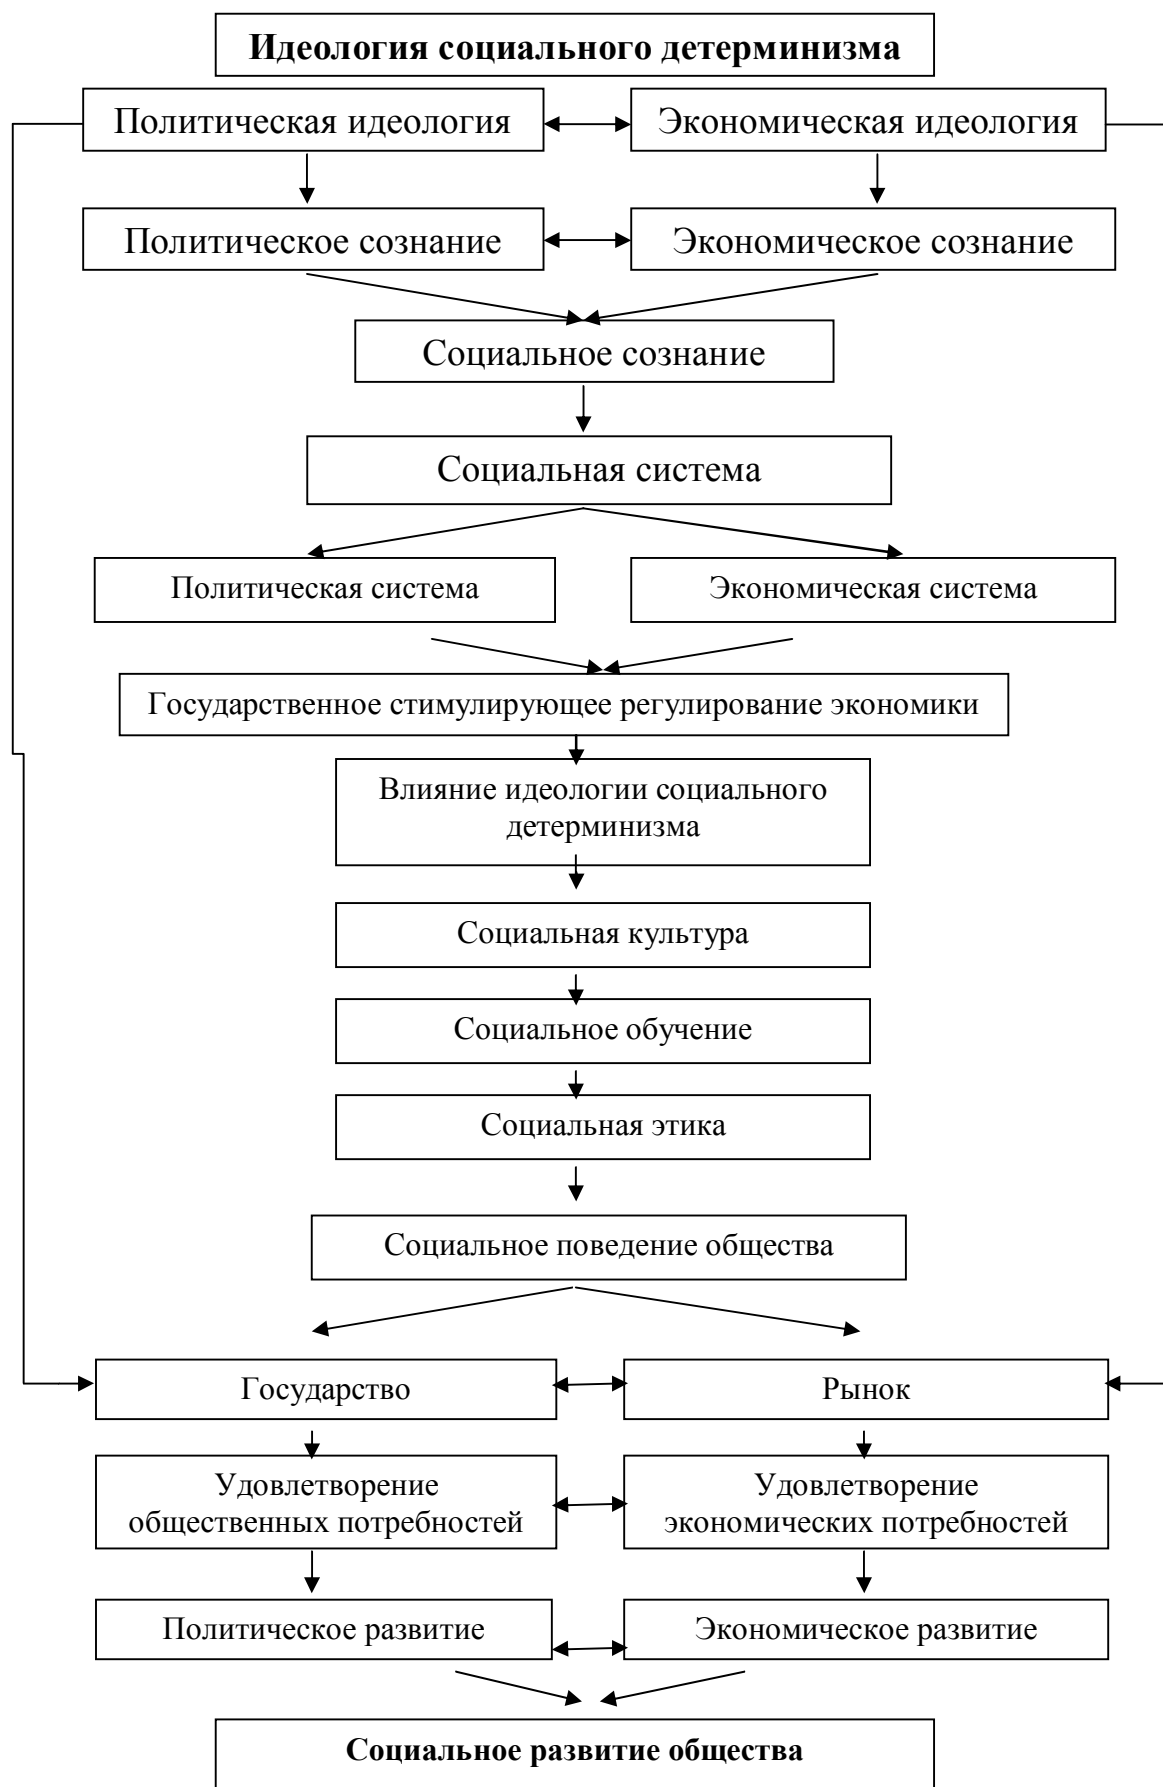 Идеология социального детерминизма
Политическая идеология
Экономическая идеология
Политическое сознание
Экономическое сознание
Социальное сознание
Социальная система
Политическая система
Экономическая система
Государственное стимулирующее регулирование экономики
Влияние идеологии социального
детерминизма
Социальная культура
Социальное обучение
Социальная этика
Социальное поведение общества
Государство
Рынок
Удовлетворение
общественных потребностей
Удовлетворение
экономических потребностей
Политическое развитие
Экономическое развитие
Социальное развитие общества